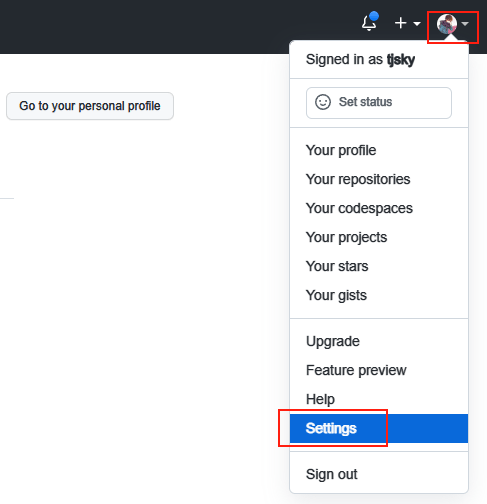 Signed in as tjsky
Go to your personal profile
Set status
Your profile
Your repositories
Your codespaces
Your projects
Your stars
Your gists
Upgrade
Feature preview
Help
Settings
Sign out